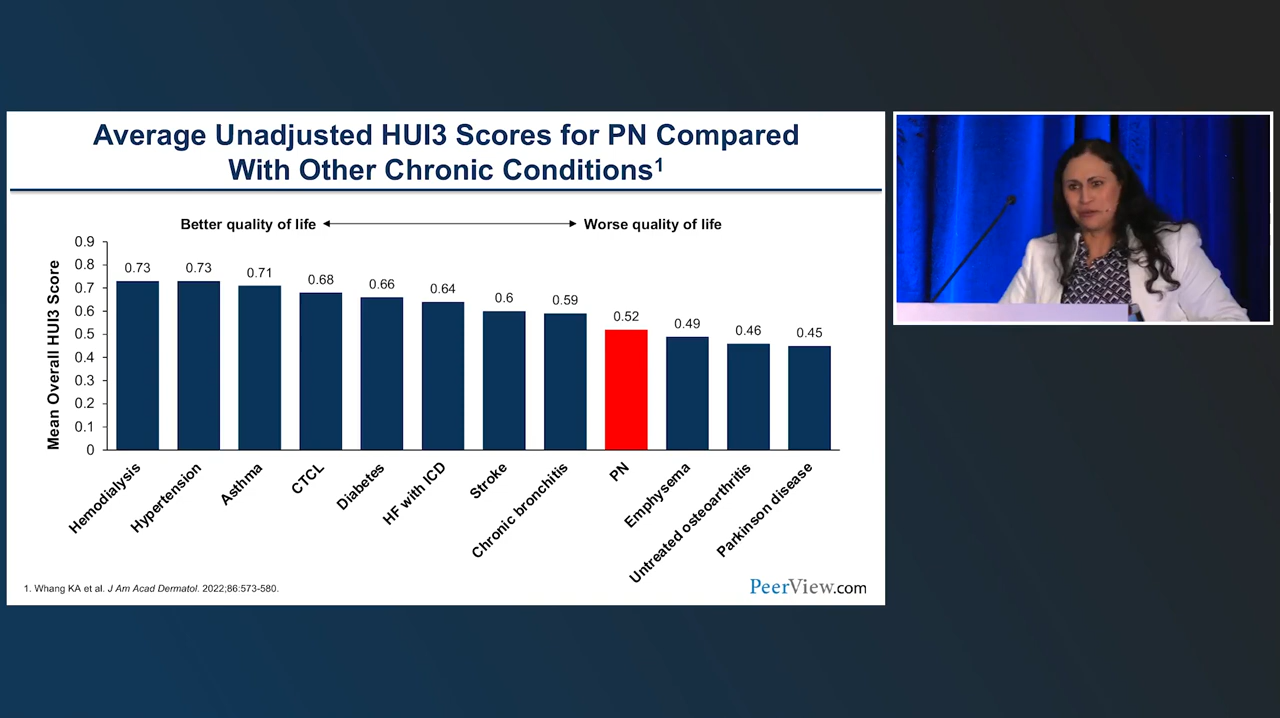 Average Unadjusted HUI3 Scores for PN Compared
With Other Chronic Conditions1
Better quality of life
Worse quality of life
Mean Overall HUI3 Score
0.9
0.8
0.7
0.6
0.5
0.4
0.3
0.2
0.1
0
0.73
0.73
0.71
0.68
0.66
0.64
0.6
0.59
0.52
0.49
0.46
0.45
Hemodialysis
Hypertension
Asthma
CTCL
Diabetes
HF with ICD
Stroke
Chronic bronchitis
PN
Emphysema
Untreated osteoarthritis
Parkinson disease
1. Whang KA et al. J Am Acad Dermatol. 2022;86:573-580.
PeerView.com